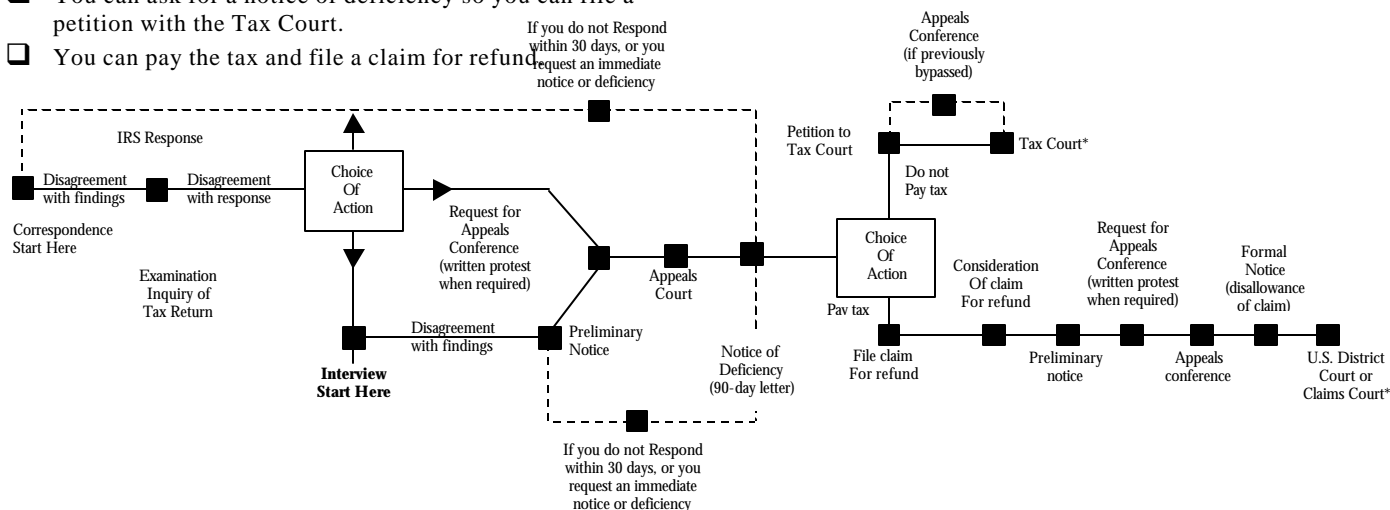 ❑ You can ask for a notice of deficiency so you can file a
petition with the Tax Court.
❑ You can pay the tax and file a claim for refund.
If you do not Respond
within 30 days, or you
request an immediate
notice or deficiency
Appeals
Conference
(if previously
bypassed)
IRS Response
Petition to
Tax Court
Tax Court*
Do not
Pay tax
Disagreement
with findings
Disagreement
with response
Choice
Of
Action
Correspondence
Start Here
Request for
Appeals
Conference
(written protest
when required)
Examination
Inquiry of
Tax Return
Appeals
Court
Choice
Of
Action
Pay tax
Consideration
Of claim
For refund
Request for
Appeals
Conference
(written protest
when required)
Formal
Notice
(disallowance
of claim)
Disagreement
with findings
Preliminary
Notice
Interview
Start Here
Notice of
Deficiency
(90-day letter)
File claim
For refund
Preliminary
notice
Appeals
conference
U.S. District
Court or
Claims Court*
If you do not Respond
within 30 days, or you
request an immediate
notice or deficiency